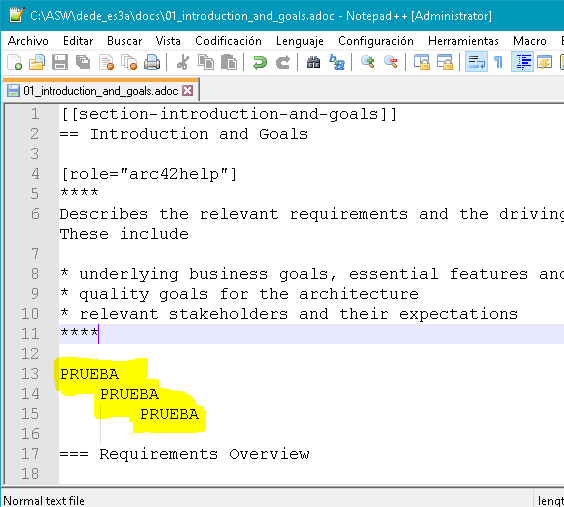 C:\ASW\dede_es3a\docs\01_introduction_and_goals.adoc - Notepad++ [Administrator]
Archivo Editar Buscar Vista Codificación Lenguaje Configuración Herramientas Macro
01_introduction_and_goals.adoc
1 [[section-introduction-and-goals]]
2 == Introduction and Goals
3
4 [role="arc42help"]
5 ****
6 Describes the relevant requirements and the driving
These include
7
8 * underlying business goals, essential features and
9 * quality goals for the architecture
10 * relevant stakeholders and their expectations
11 ****
12
13 PRUEBA
14 PRUEBA
15 PRUEBA
16
17 === Requirements Overview
18
Normal text file